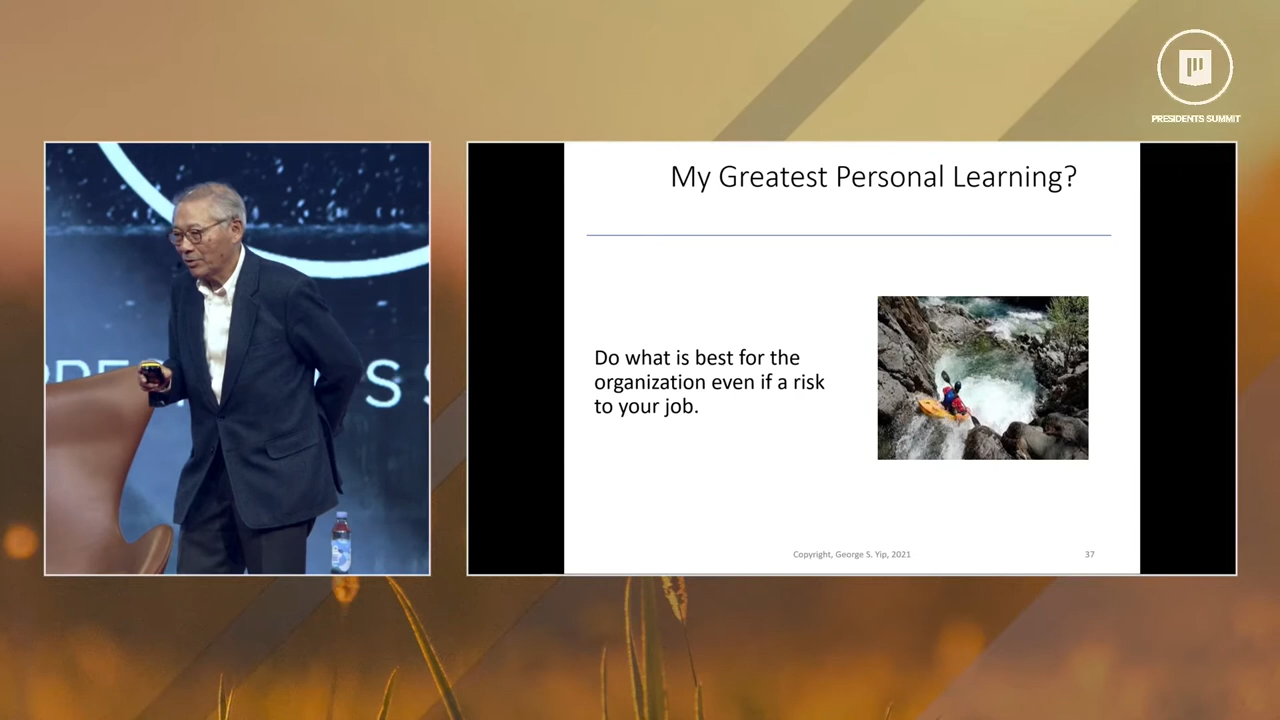 PRESIDENTS SUMMIT
My Greatest Personal Learning?
Do what is best for the
organization even if a risk
to your job.
Copyright, George S. Yip, 2021
37